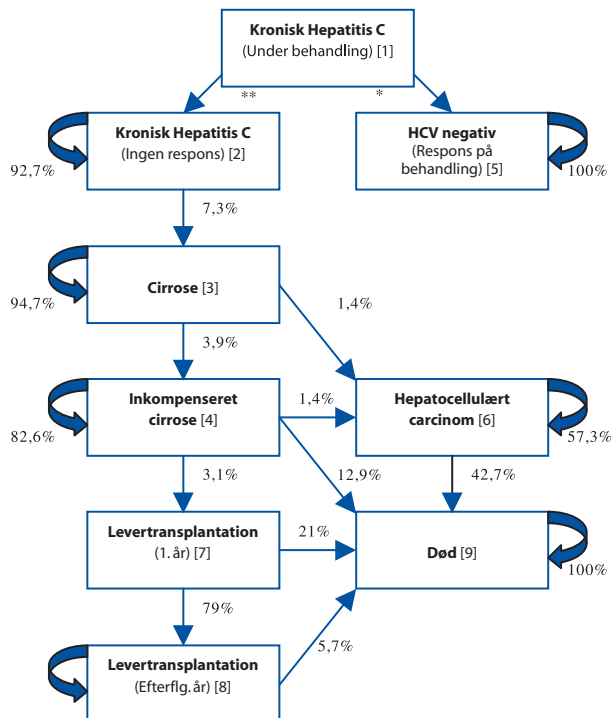 Kronisk Hepatitis C
(Under behandling) [1]
**
*
Kronisk Hepatitis C
(Ingen respons) [2]
HCV negativ
(Respons på
behandling) [5]
92,7%
100%
7,3%
Cirrose [3]
94,7%
1,4%
3,9%
Inkompenseret
cirrose [4]
1,4%
Hepatocellulært
carcinom [6]
82,6%
57,3%
3,1%
12,9%
42,7%
Levertransplantation
(1. år) [7]
21%
Død [9]
100%
79%
Levertransplantation
(Efterflg. år) [8]
5,7%